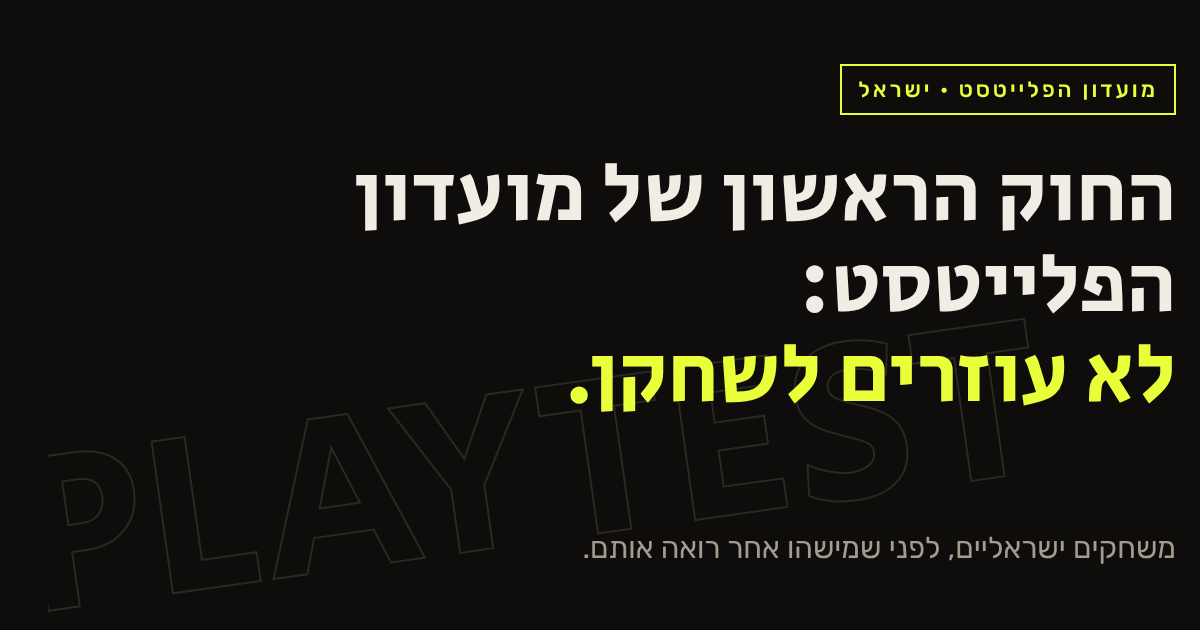 מועדון הפלייטסט • ישראל
החוק הראשון של מועדון
הפלייטסט:
לא עוזרים לשחקן.
PLAYTEST
משחקים ישראליים, לפני שמישהו אחר רואה אותם.